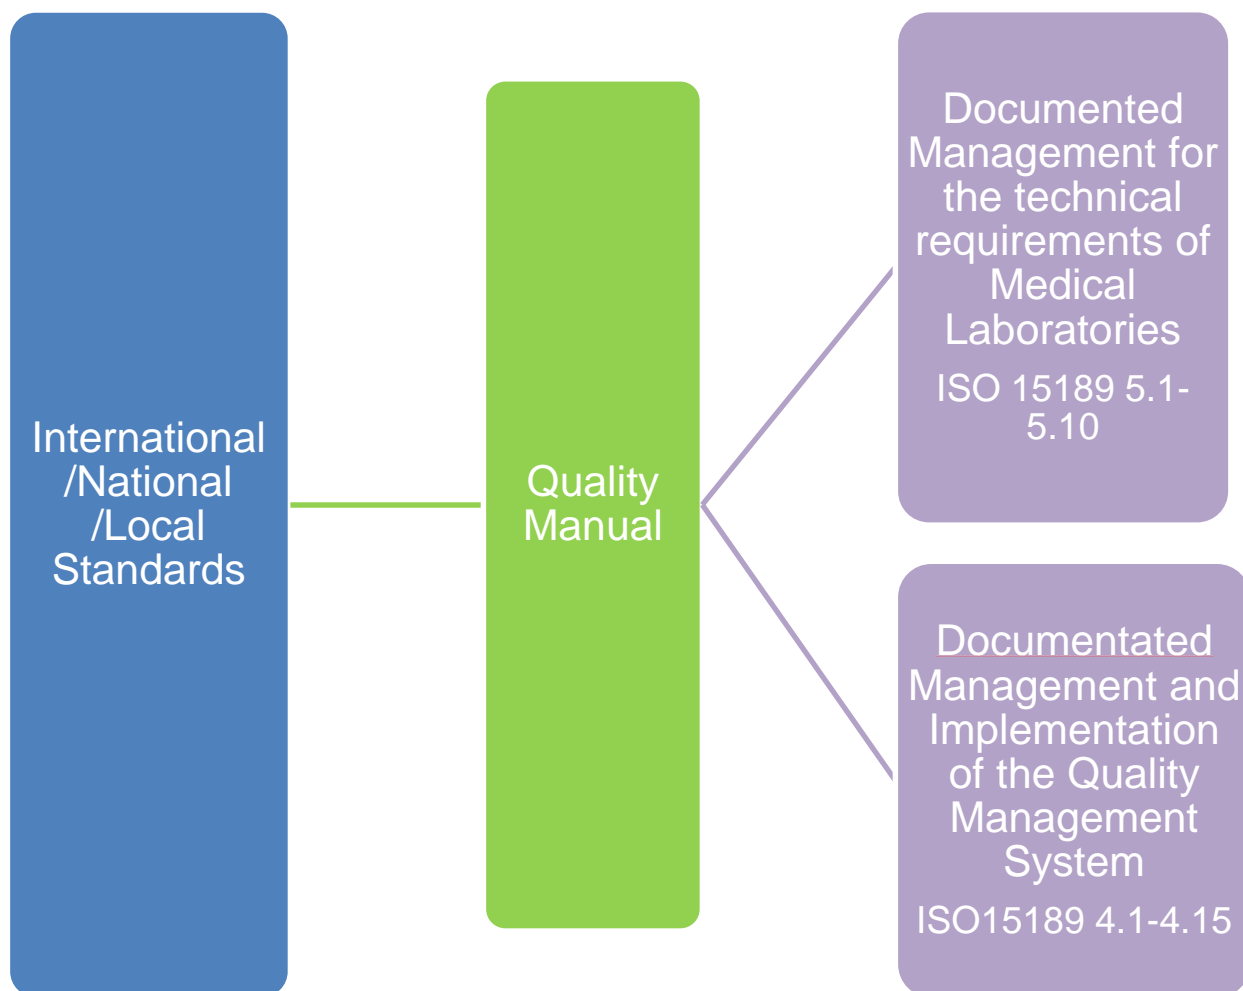 International
/National
/Local
Standards
Quality
Manual
Documented
Management for
the technical
requirements of
Medical
Laboratories
ISO 15189 5.1-
5.10
Documentated
Management and
Implementation
of the Quality
Management
System
ISO15189 4.1-4.15